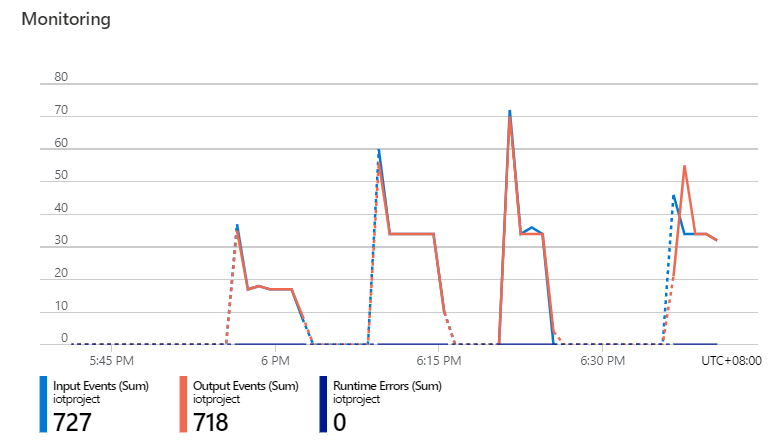 Monitoring
80
70
60
50
40
30
20
10
0
5:45 PM 6 PM 6:15 PM 6:30 PM UTC+08:00
Input Events (Sum) Output Events (Sum) Runtime Errors (Sum)
iotproject iotproject iotproject
727 718 0